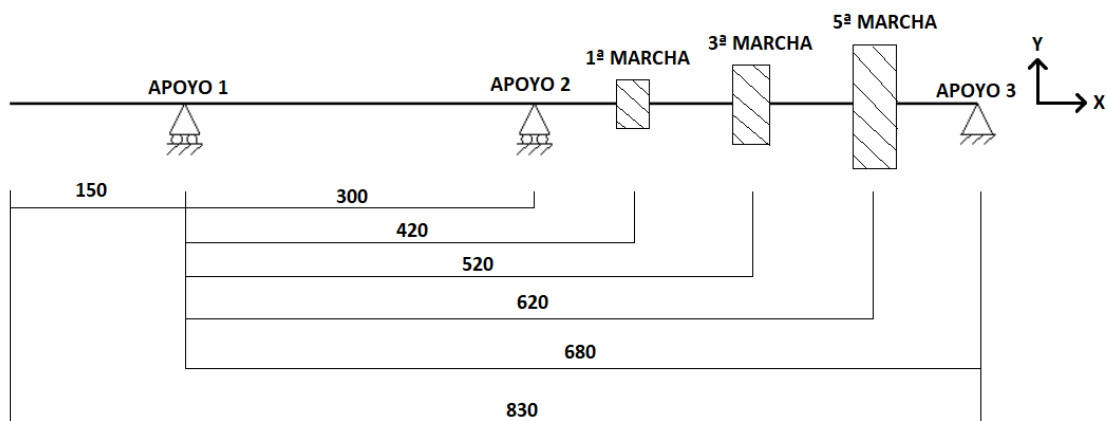 5ª MARCHA
3ª MARCHA
1ª MARCHA
Y
APOYO 1
APOYO 2
APOYO 3
X
150
300
420
520
620
680
830